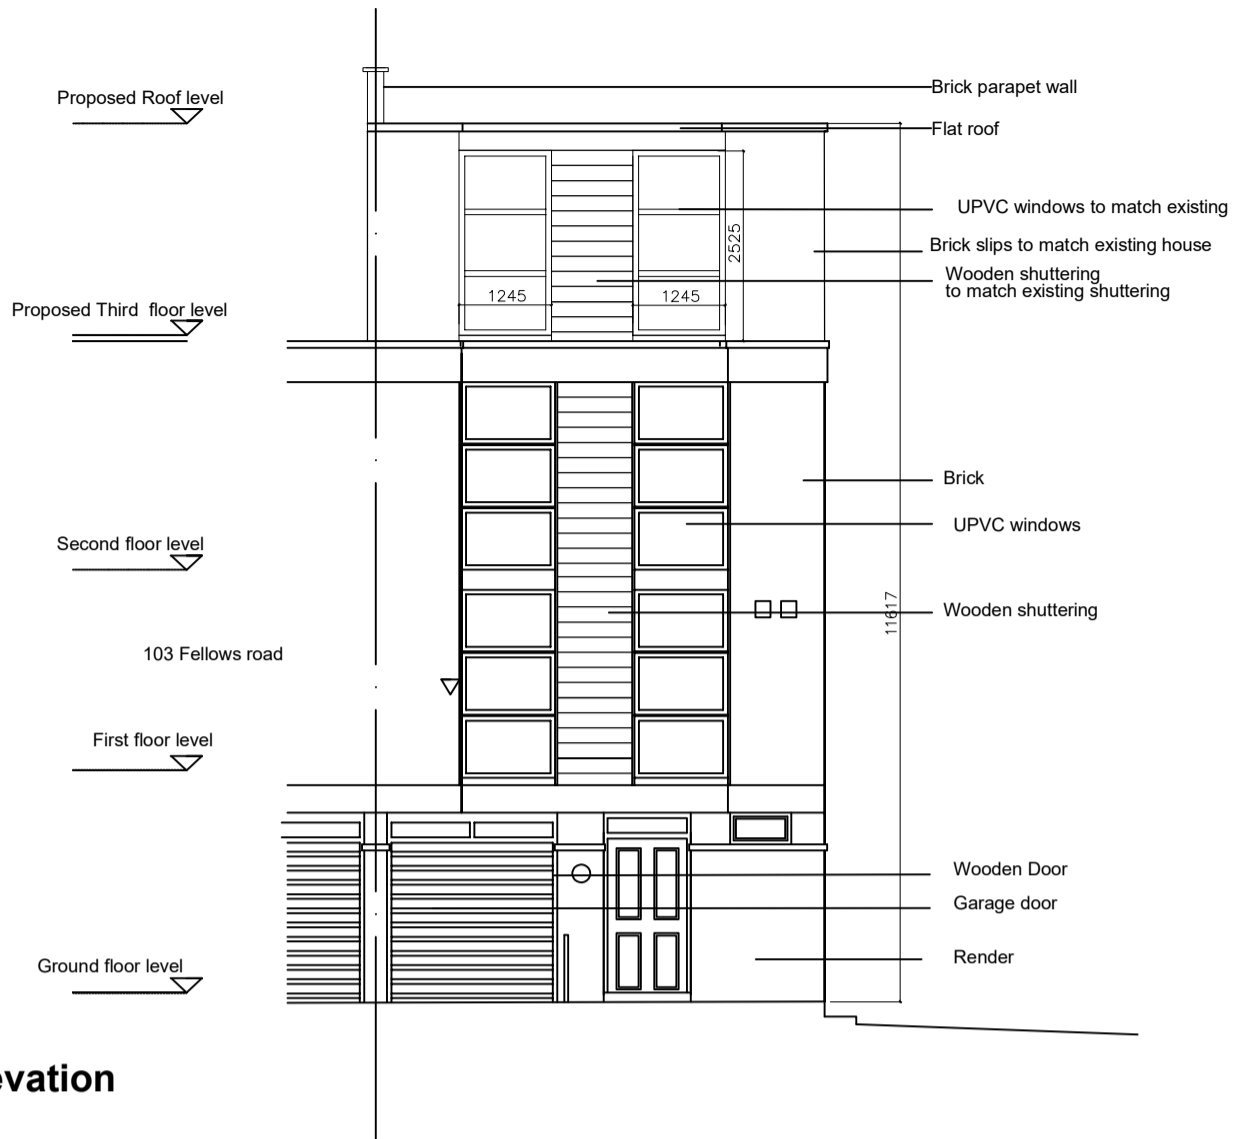 Brick parapet wall
Proposed Roof level
Flat roof
UPVC windows to match existing
2525
Brick slips to match existing house
Wooden shuttering
to match existing shuttering
1245
1245
Proposed Third floor level
Brick
UPVC windows
Second floor level
11617
Wooden shuttering
103 Fellows road
First floor level
Wooden Door
Garage door
Render
Ground floor level
evation